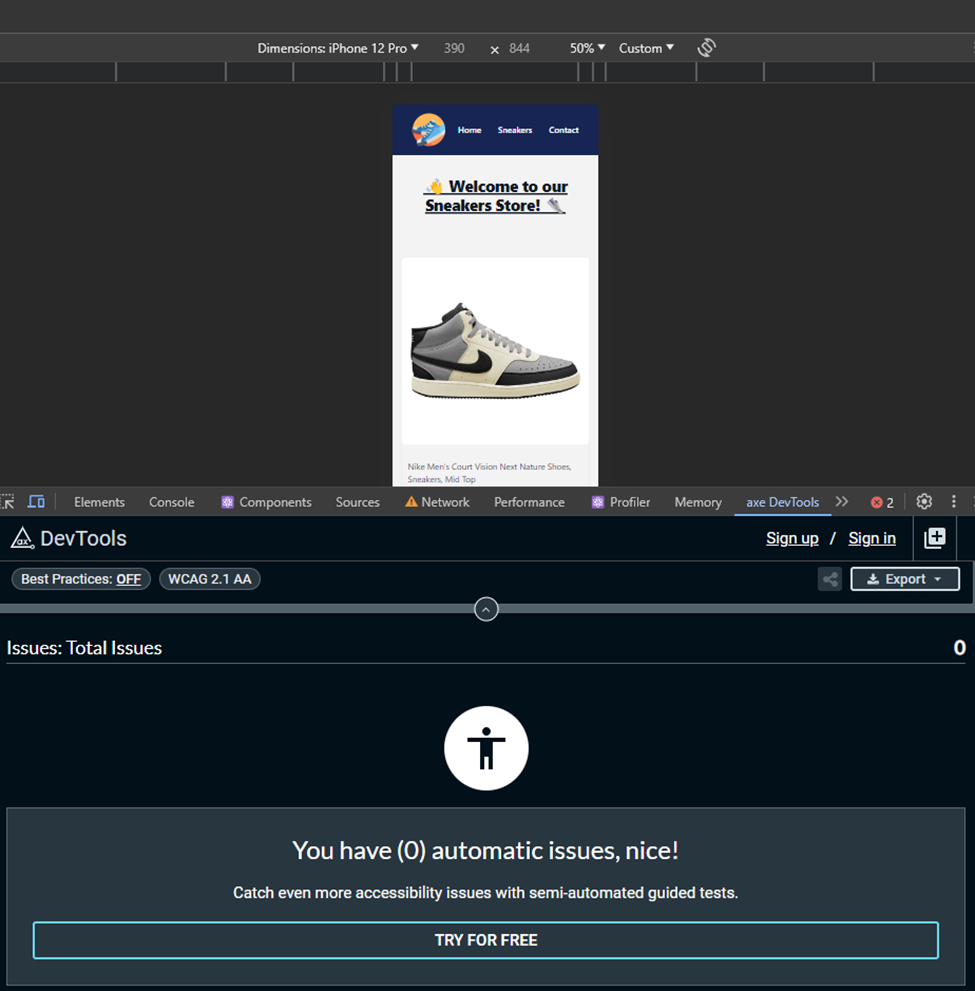 Dimensions: iPhone 12 Pro ▼ 390 × 844 50% ▼ Custom ▼
Home Sneakers Contact
👋 Welcome to our
Sneakers Store! 👟
Nike Men's Court Vision Next Nature Shoes,
Sneakers, Mid Top
Elements Console Components Sources Network Performance Profiler Memory axe DevTools 2
ax DevTools Sign up / Sign in
Best Practices: OFF WCAG 2.1 AA Export
Issues: Total Issues 0
You have (0) automatic issues, nice!
Catch even more accessibility issues with semi-automated guided tests.
TRY FOR FREE